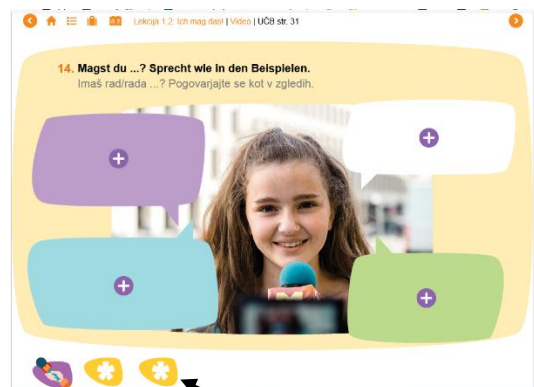 Lekcija 1.2: Ich mag das! | Video | UČB str. 31
14. Magst du ...? Sprecht wie in den Beispielen.
Imaš rad/rada ...? Pogovarjajte se kot v zgledih.